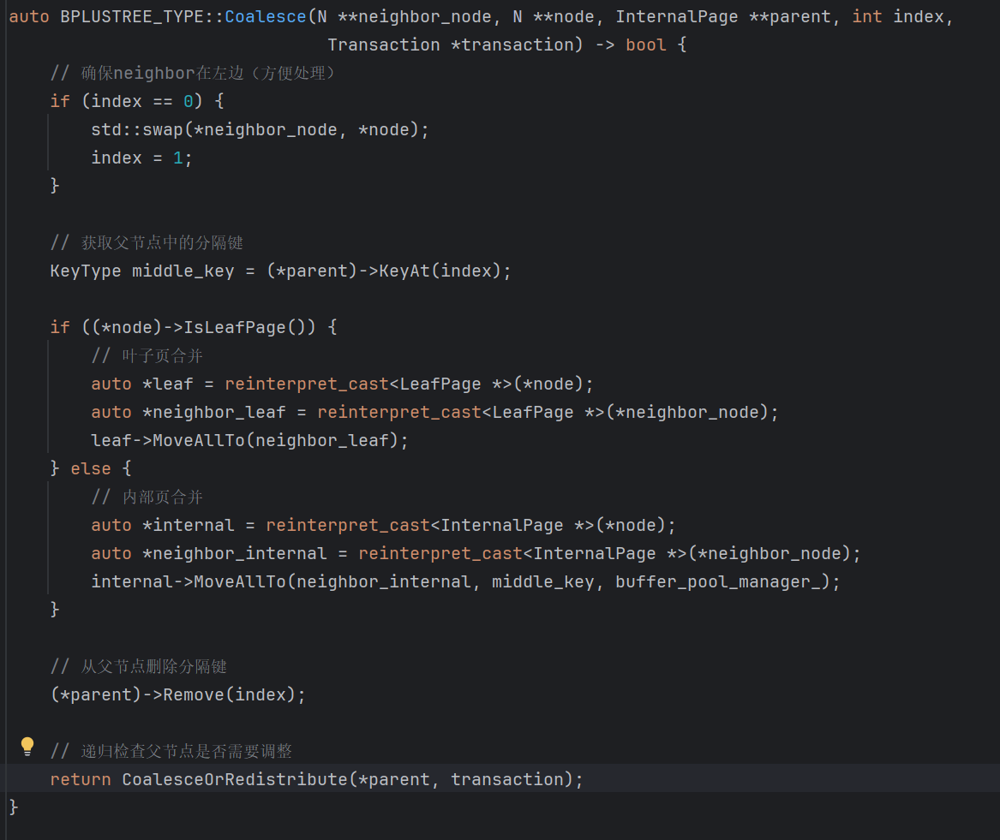 auto BPLUSTREE_TYPE::Coalesce(N **neighbor_node, N **node, InternalPage **parent, int index,
Transaction *transaction) -> bool {
// 确保neighbor在左边（方便处理）
if (index == 0) {
std::swap(*neighbor_node, *node);
index = 1;
}
// 获取父节点中的分隔键
KeyType middle_key = (*parent)->KeyAt(index);
if ((*node)->IsLeafPage()) {
// 叶子页合并
auto *leaf = reinterpret_cast<LeafPage *>(*node);
auto *neighbor_leaf = reinterpret_cast<LeafPage *>(*neighbor_node);
leaf->MoveAllTo(neighbor_leaf);
} else {
// 内部页合并
auto *internal = reinterpret_cast<InternalPage *>(*node);
auto *neighbor_internal = reinterpret_cast<InternalPage *>(*neighbor_node);
internal->MoveAllTo(neighbor_internal, middle_key, buffer_pool_manager_);
}
// 从父节点删除分隔键
(*parent)->Remove(index);
// 递归检查父节点是否需要调整
return CoalesceOrRedistribute(*parent, transaction);
}